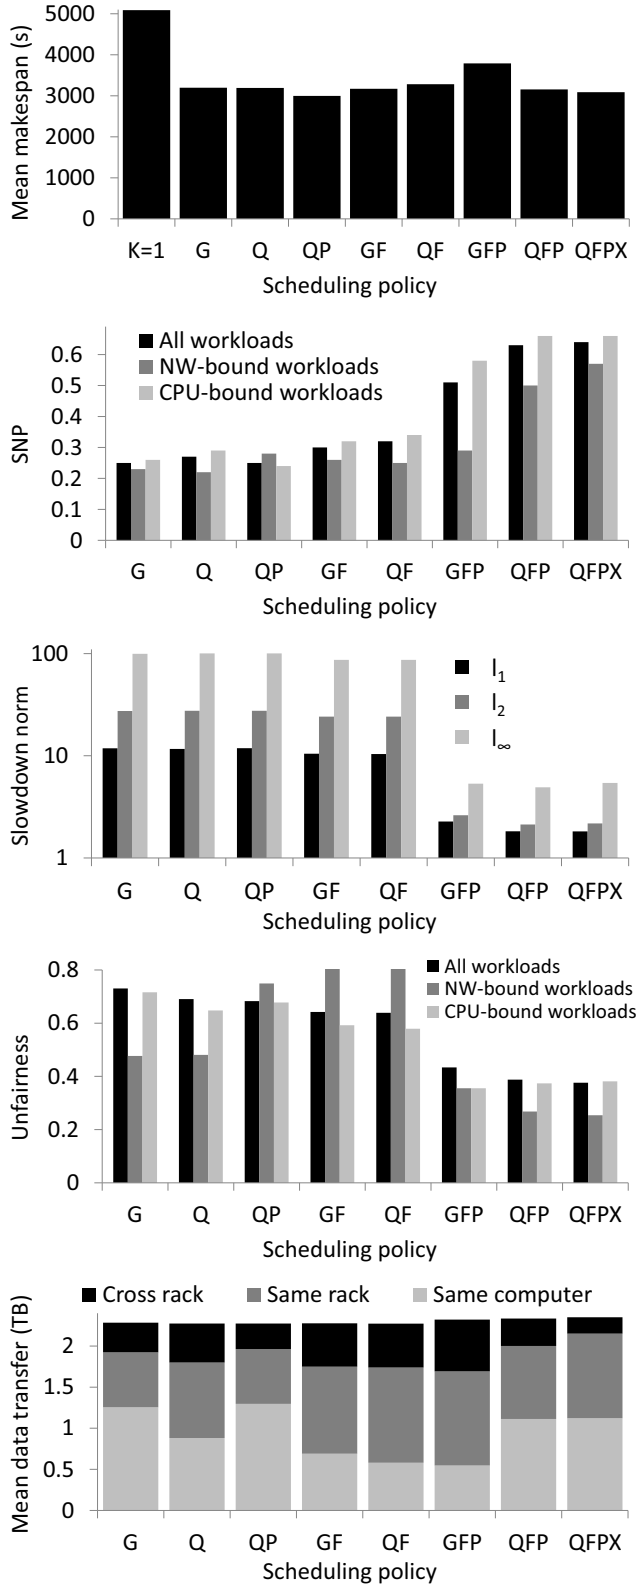 Mean makespan (s)
5000
4000
3000
2000
1000
0
K=1 G Q QP GF QF GFP QFP QFPX
Scheduling policy
SNP
All workloads
NW-bound workloads
CPU-bound workloads
0.6
0.5
0.4
0.3
0.2
0.1
0
G Q QP GF QF GFP QFP QFPX
Scheduling policy
Slowdown norm
100
10
1
l1
l2
l∞
G Q QP GF QF GFP QFP QFPX
Scheduling policy
Unfairness
0.8
0.6
0.4
0.2
0
All workloads
NW-bound workloads
CPU-bound workloads
G Q QP GF QF GFP QFP QFPX
Scheduling policy
Cross rack Same rack Same computer
Mean data transfer (TB)
2
1.5
1
0.5
0
G Q QP GF QF GFP QFP QFPX
Scheduling policy